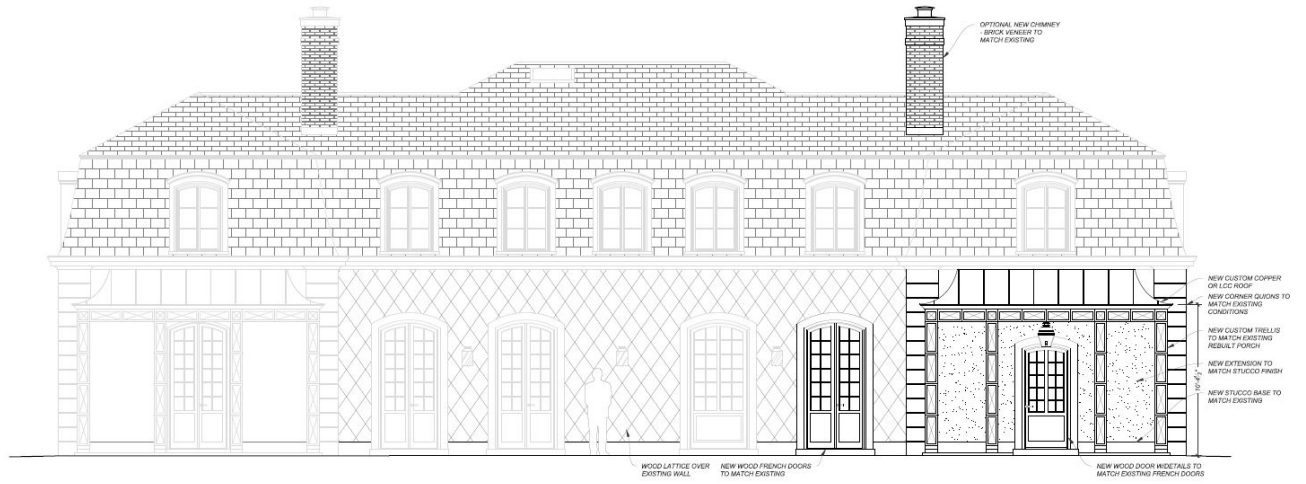 OPTIONAL NEW CHIMNEY
- BRICK VENEER TO
MATCH EXISTING
NEW CUSTOM COPPER
OR LCC ROOF
NEW CORNER QUIONS TO
MATCH EXISTING
CONDITIONS
NEW CUSTOM TRELLIS
TO MATCH EXISTING
REBUILT PORCH
NEW EXTENSION TO
MATCH STUCCO FINISH
NEW STUCCO BASE TO
MATCH EXISTING
WOOD LATTICE OVER
EXISTING WALL
NEW WOOD FRENCH DOORS
TO MATCH EXISTING
NEW WOOD DOOR W/DETAILS TO
MATCH EXISTING FRENCH DOORS